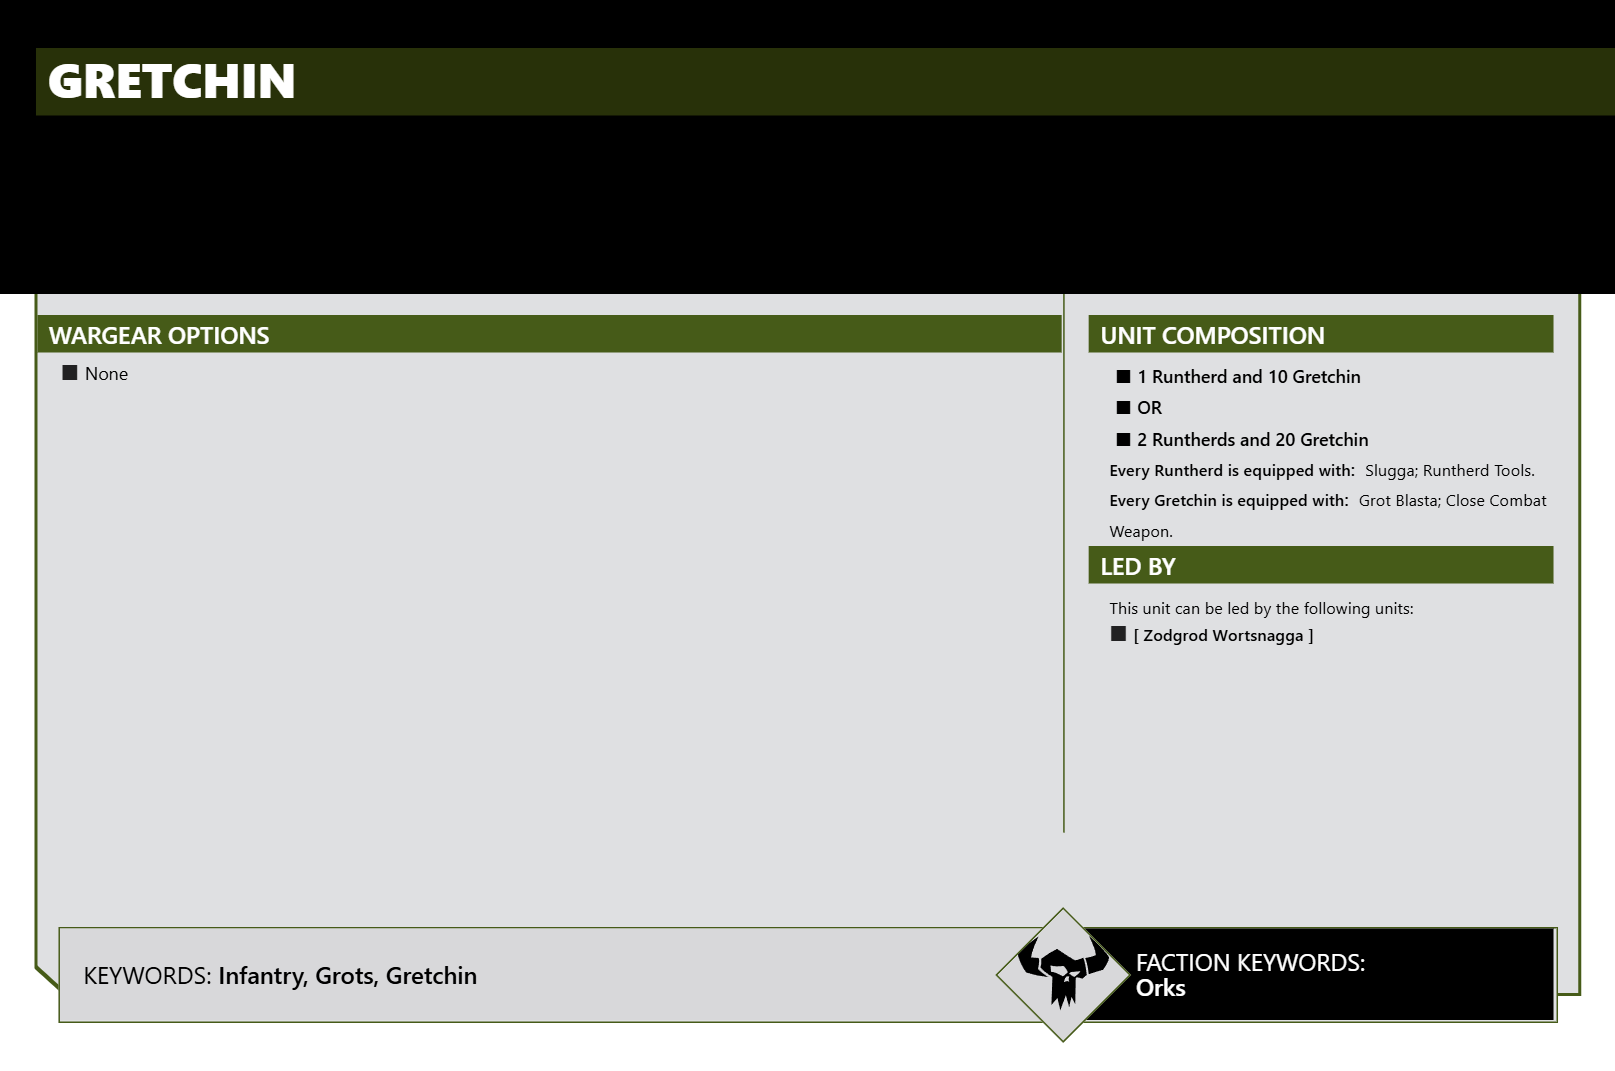 GRETCHIN
WARGEAR OPTIONS
None
UNIT COMPOSITION
1 Runtherd and 10 Gretchin
OR
2 Runtherds and 20 Gretchin
Every Runtherd is equipped with: Slugga; Runtherd Tools.
Every Gretchin is equipped with: Grot Blasta; Close Combat
Weapon.
LED BY
This unit can be led by the following units:
[ Zodgrod Wortsnagga ]
KEYWORDS: Infantry, Grots, Gretchin
FACTION KEYWORDS:
Orks